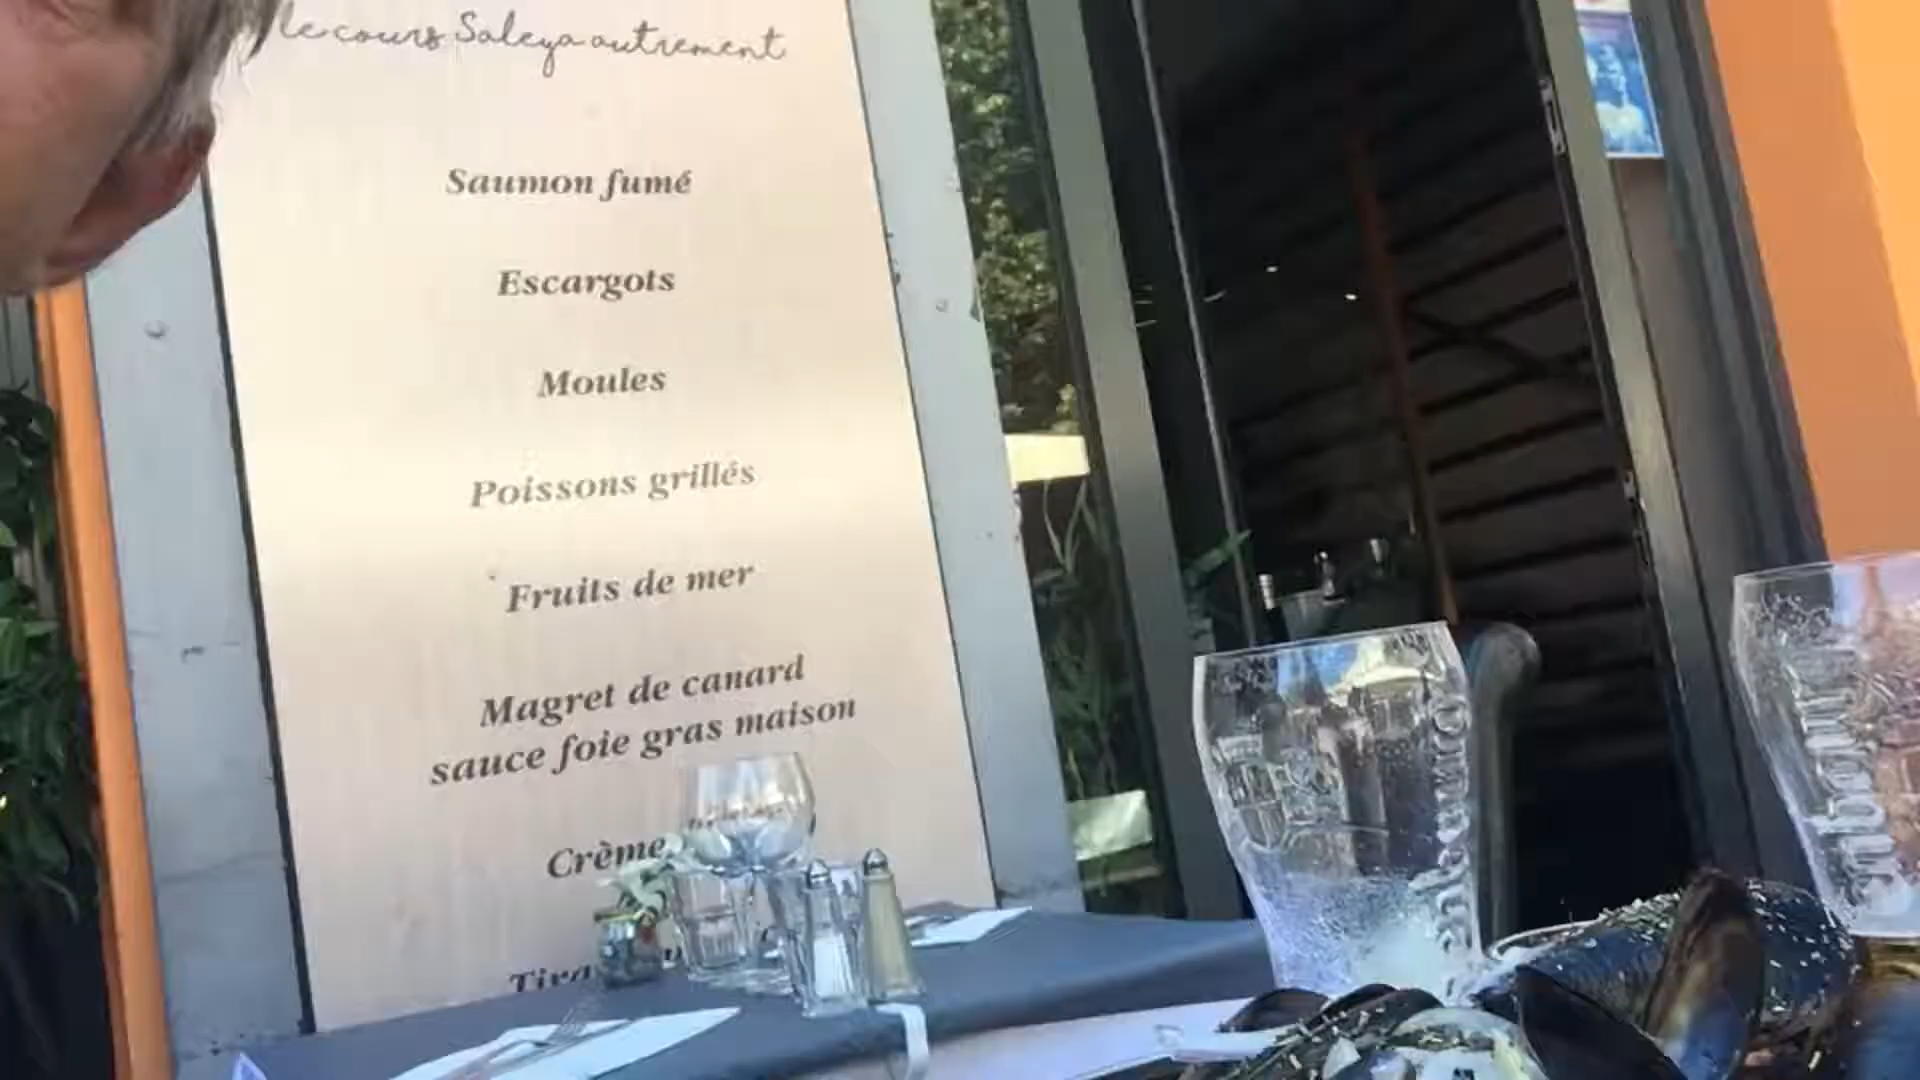 le cours Saleya autrement
Saumon fumé
Escargots
Moules
Poissons grillés
Fruits de mer
Magret de canard
sauce foie gras maison
Crème